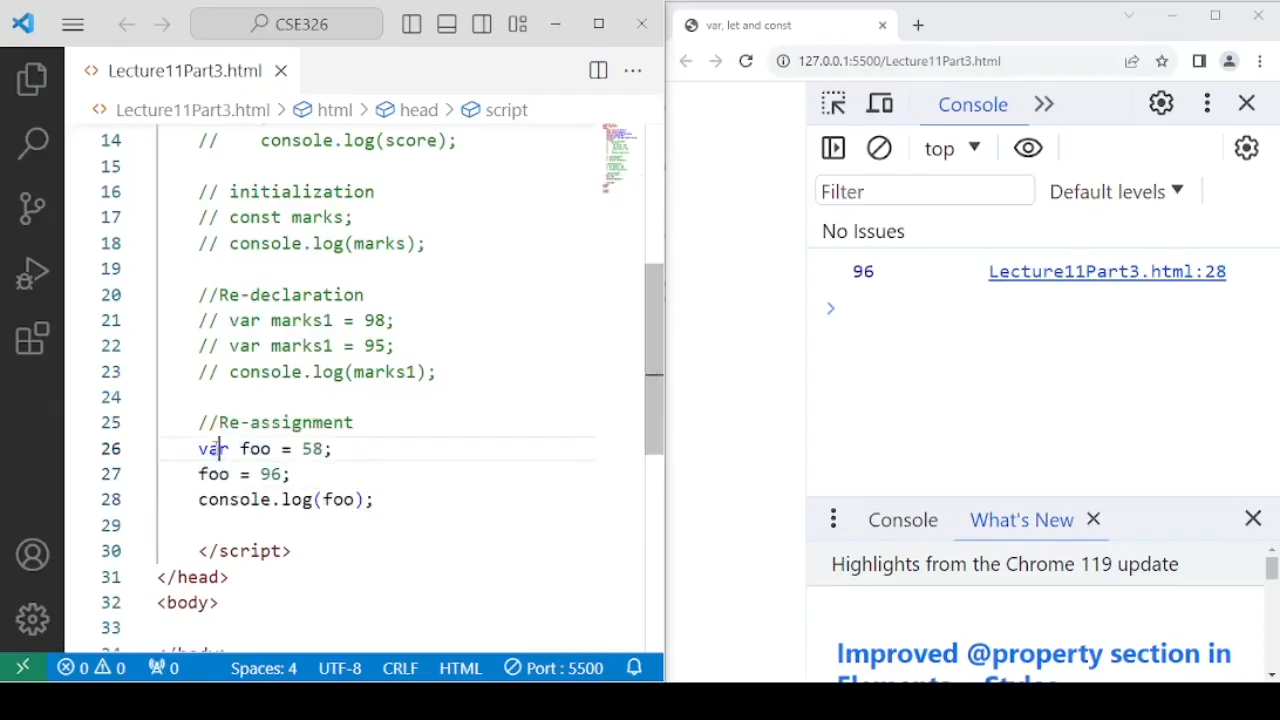 CSE326
Lecture11Part3.html
Lecture11Part3.html > html > head > script
14 // console.log(score);
15
16 // initialization
17 // const marks;
18 // console.log(marks);
19
20 //Re-declaration
21 // var marks1 = 98;
22 // var marks1 = 95;
23 // console.log(marks1);
24
25 //Re-assignment
26 var foo = 58;
27 foo = 96;
28 console.log(foo);
29
30 </script>
31 </head>
32 <body>
33
0 0 0 Spaces: 4 UTF-8 CRLF HTML Port : 5500
var, let and const
127.0.0.1:5500/Lecture11Part3.html
Console
top
Filter Default levels
No Issues
96 Lecture11Part3.html:28
Console What's New
Highlights from the Chrome 119 update
Improved @property section in